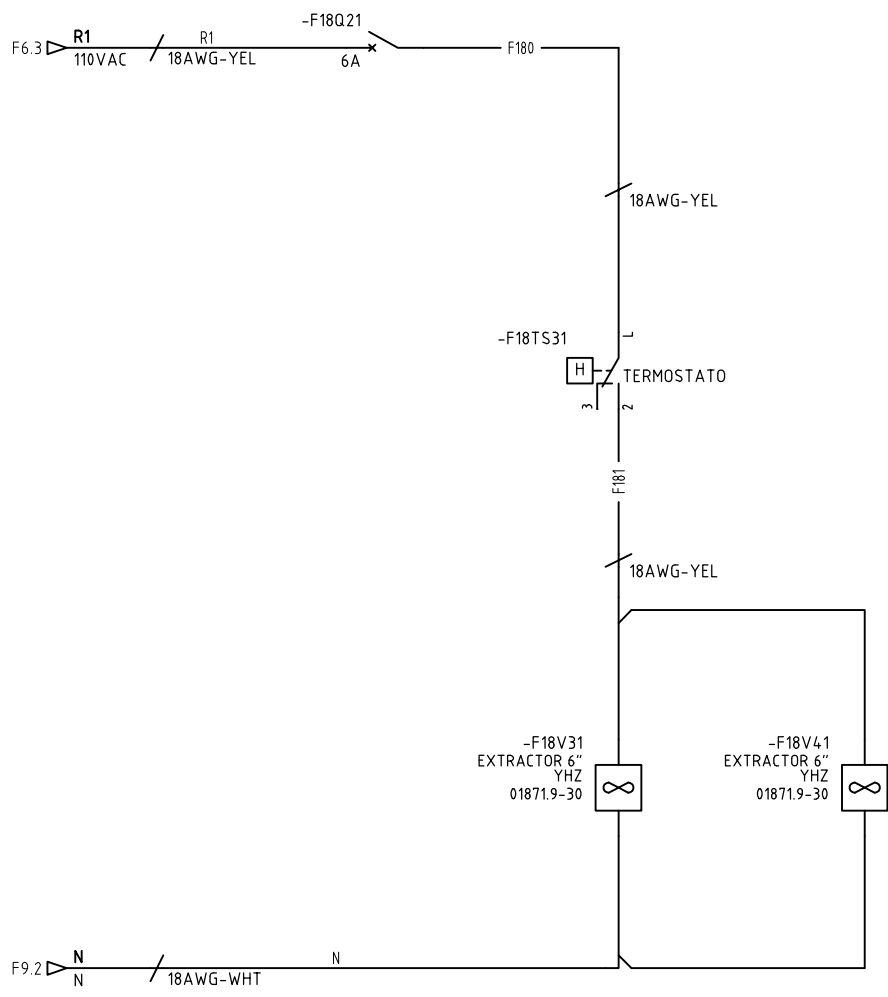 -F18Q21
F6.3
R1
110VAC
R1
18AWG-YEL
6A
F180
18AWG-YEL
-F18TS31
L
H
TERMOSTATO
3
2
F181
18AWG-YEL
-F18V31
EXTRACTOR 6"
YHZ
01871.9-30
-F18V41
EXTRACTOR 6"
YHZ
01871.9-30
F9.2
N
N
18AWG-WHT
N